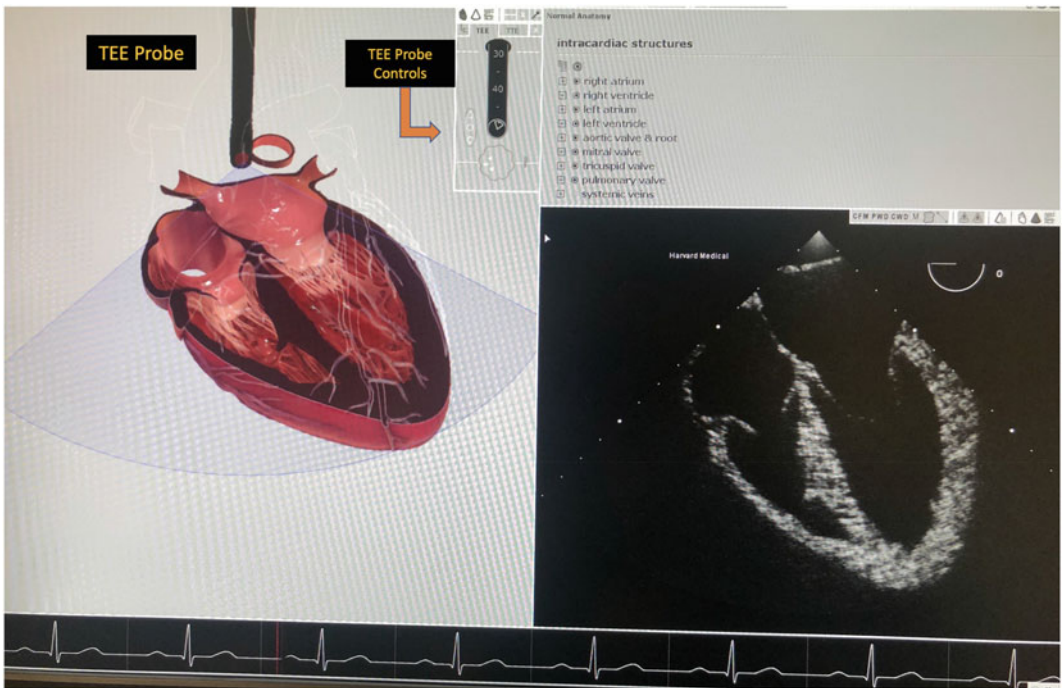 TEE Probe
TEE Probe
Controls
TEE TTE
30
40
Normal Anatomy
intracardiac structures
right atrium
right ventricle
left atrium
left ventricle
aortic valve & root
mitral valve
tricuspid valve
pulmonary valve
systemic veins
CFM PWD CWD M
Harvard Medical
0